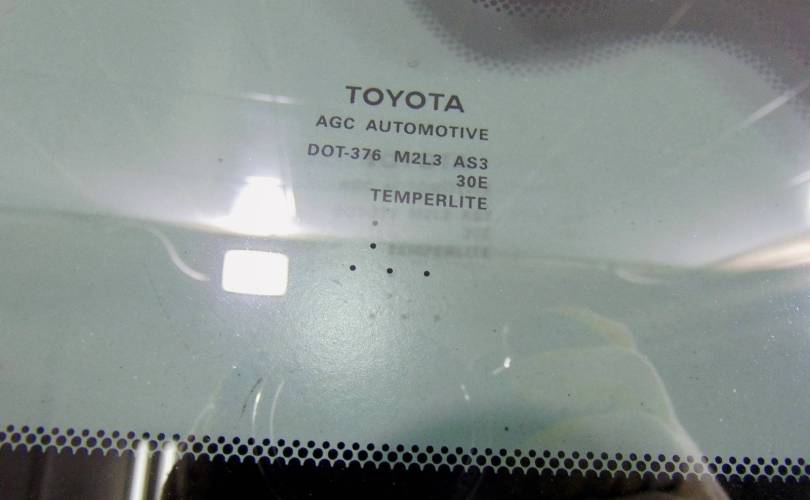 TOYOTA
AGC AUTOMOTIVE
DOT-376 M2L3 AS3
30E
TEMPERLITE